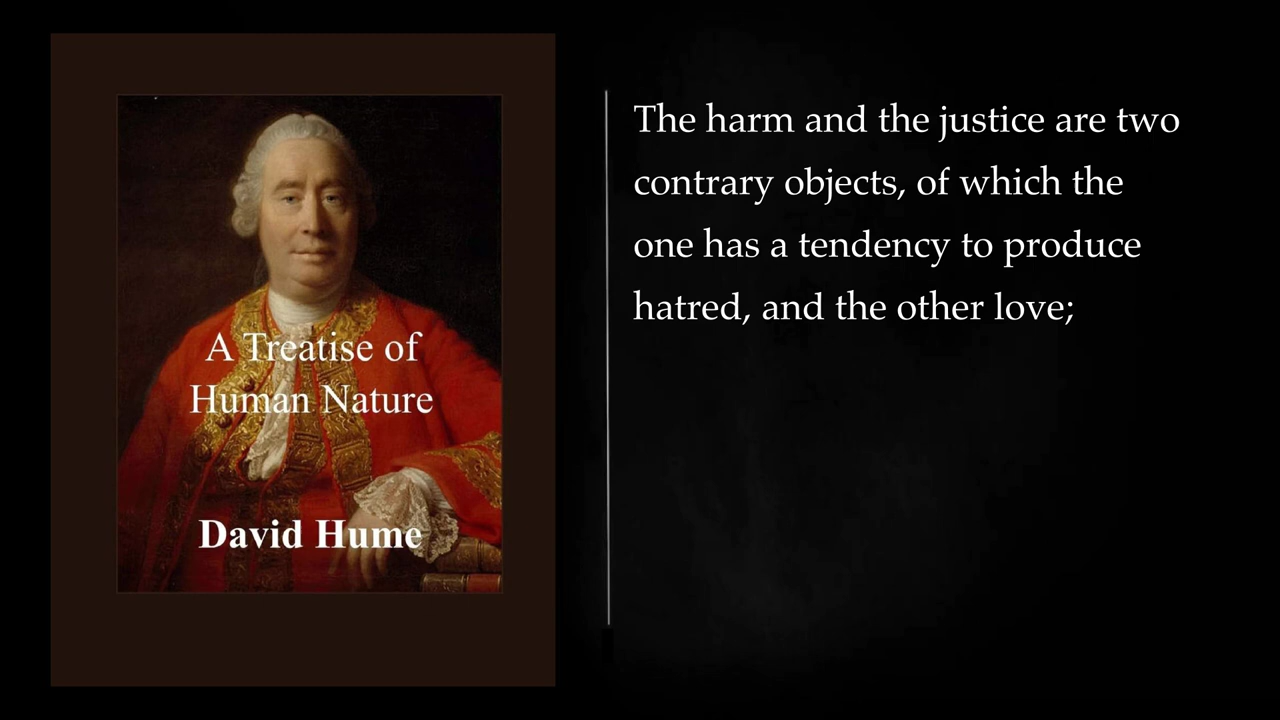 A Treatise of
Human Nature
David Hume
The harm and the justice are two
contrary objects, of which the
one has a tendency to produce
hatred, and the other love;